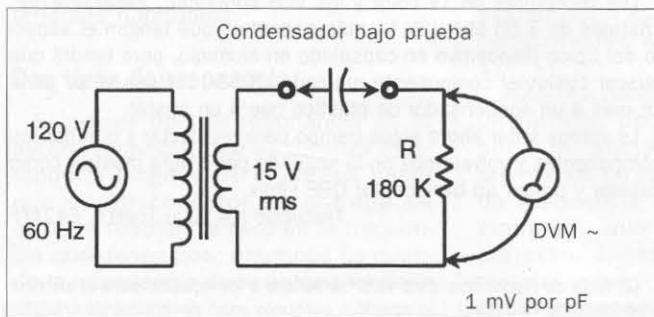 Condensador bajo prueba
120 V
60 Hz
15 V
rms
R
180 K
DVM ~
1 mV por pF